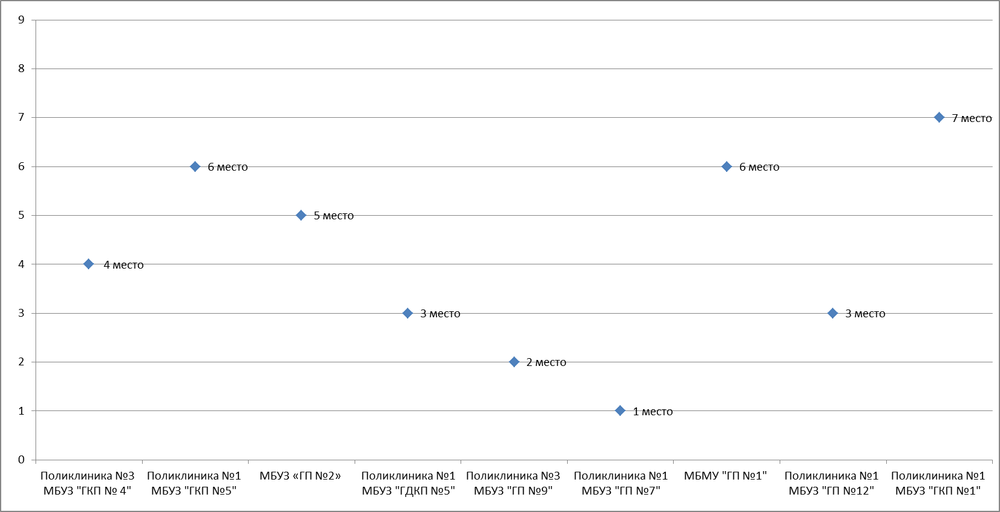 9
8
7
7 место
6
6 место
6 место
5
5 место
4
4 место
3
3 место
3 место
2
2 место
1
1 место
0
Поликлиника №3
МБУЗ "ГКП № 4"
Поликлиника №1
МБУЗ "ГКП №5"
МБУЗ «ГП №2»
Поликлиника №1
МБУЗ "ГДКП №5"
Поликлиника №3
МБУЗ "ГП №9"
Поликлиника №1
МБУЗ "ГП №7"
МБМУ "ГП №1"
Поликлиника №1
МБУЗ "ГП №12"
Поликлиника №1
МБУЗ "ГКП №1"